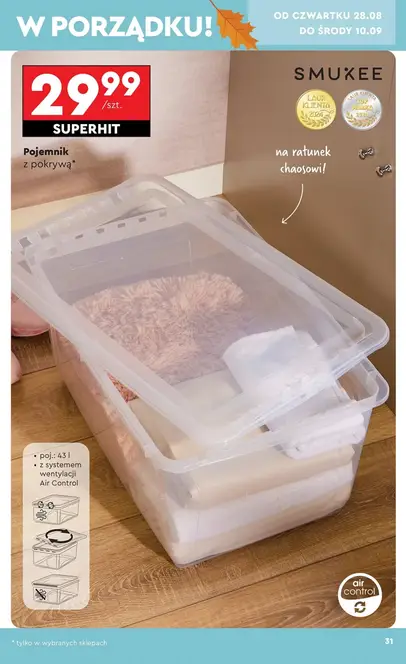 W PORZĄDKU!
OD CZWARTKU 28.08
DO ŚRODY 10.09
29.99
/szt.
SUPERHIT
Pojemnik
z pokrywą*
SMUKEE
na ratunek
chaosowi!
• poj.: 43 l
• z systemem
wentylacji
Air Control
air
control
* tylko w wybranych sklepach
31